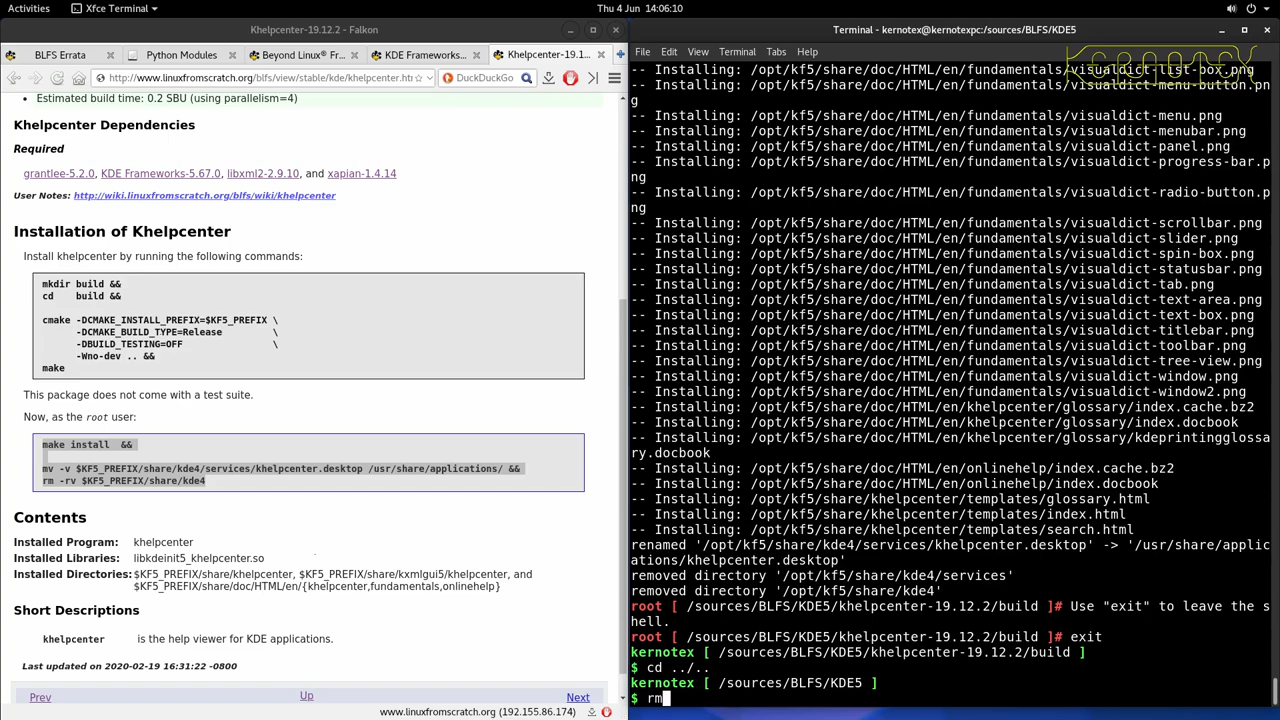 Activities
Xfce Terminal
Thu 4 Jun 14:06:10
Khelpcenter-19.12.2 - Falkon
BLFS Errata
Python Modules
Beyond Linux® Fr...
KDE Frameworks...
Khelpcenter-19.1...
http://www.linuxfromscratch.org/blfs/view/stable/kde/khelpcenter.htm
DuckDuckGo
Estimated build time: 0.2 SBU (using parallelism=4)
Khelpcenter Dependencies
Required
grantlee-5.2.0, KDE Frameworks-5.67.0, libxml2-2.9.10, and xapian-1.4.14
User Notes: http://wiki.linuxfromscratch.org/blfs/wiki/khelpcenter
Installation of Khelpcenter
Install khelpcenter by running the following commands:
mkdir build &&
cd    build &&
cmake -DCMAKE_INSTALL_PREFIX=$KF5_PREFIX \
-DCMAKE_BUILD_TYPE=Release         \
-DBUILD_TESTING=OFF                \
-Wno-dev .. &&
make
This package does not come with a test suite.
Now, as the root user:
make install  &&
mv -v $KF5_PREFIX/share/kde4/services/khelpcenter.desktop /usr/share/applications/ &&
rm -rv $KF5_PREFIX/share/kde4
Contents
Installed Program: khelpcenter
Installed Libraries: libkdeinit5_khelpcenter.so
Installed Directories: $KF5_PREFIX/share/khelpcenter, $KF5_PREFIX/share/kxmlgui5/khelpcenter, and
$KF5_PREFIX/share/doc/HTML/en/{khelpcenter,fundamentals,onlinehelp}
Short Descriptions
khelpcenter is the help viewer for KDE applications.
Last updated on 2020-02-19 16:31:22 -0800
Prev
Up
Next
www.linuxfromscratch.org (192.155.86.174)
Terminal - kernotex@kernotexpc:/sources/BLFS/KDE5
File Edit View Terminal Tabs Help
KERNOTEX
-- Installing: /opt/kf5/share/doc/HTML/en/fundamentals/visualdict-list-box.png
-- Installing: /opt/kf5/share/doc/HTML/en/fundamentals/visualdict-menu-button.pn
g
-- Installing: /opt/kf5/share/doc/HTML/en/fundamentals/visualdict-menu.png
-- Installing: /opt/kf5/share/doc/HTML/en/fundamentals/visualdict-menubar.png
-- Installing: /opt/kf5/share/doc/HTML/en/fundamentals/visualdict-panel.png
-- Installing: /opt/kf5/share/doc/HTML/en/fundamentals/visualdict-progress-bar.p
ng
-- Installing: /opt/kf5/share/doc/HTML/en/fundamentals/visualdict-radio-button.p
ng
-- Installing: /opt/kf5/share/doc/HTML/en/fundamentals/visualdict-scrollbar.png
-- Installing: /opt/kf5/share/doc/HTML/en/fundamentals/visualdict-slider.png
-- Installing: /opt/kf5/share/doc/HTML/en/fundamentals/visualdict-spin-box.png
-- Installing: /opt/kf5/share/doc/HTML/en/fundamentals/visualdict-statusbar.png
-- Installing: /opt/kf5/share/doc/HTML/en/fundamentals/visualdict-tab.png
-- Installing: /opt/kf5/share/doc/HTML/en/fundamentals/visualdict-text-area.png
-- Installing: /opt/kf5/share/doc/HTML/en/fundamentals/visualdict-text-box.png
-- Installing: /opt/kf5/share/doc/HTML/en/fundamentals/visualdict-titlebar.png
-- Installing: /opt/kf5/share/doc/HTML/en/fundamentals/visualdict-toolbar.png
-- Installing: /opt/kf5/share/doc/HTML/en/fundamentals/visualdict-tree-view.png
-- Installing: /opt/kf5/share/doc/HTML/en/fundamentals/visualdict-window.png
-- Installing: /opt/kf5/share/doc/HTML/en/fundamentals/visualdict-window2.png
-- Installing: /opt/kf5/share/doc/HTML/en/khelpcenter/glossary/index.cache.bz2
-- Installing: /opt/kf5/share/doc/HTML/en/khelpcenter/glossary/index.docbook
-- Installing: /opt/kf5/share/doc/HTML/en/khelpcenter/glossary/kdeprintingglossa
ry.docbook
-- Installing: /opt/kf5/share/doc/HTML/en/onlinehelp/index.cache.bz2
-- Installing: /opt/kf5/share/doc/HTML/en/onlinehelp/index.docbook
-- Installing: /opt/kf5/share/khelpcenter/templates/glossary.html
-- Installing: /opt/kf5/share/khelpcenter/templates/index.html
-- Installing: /opt/kf5/share/khelpcenter/templates/search.html
renamed '/opt/kf5/share/kde4/services/khelpcenter.desktop' -> '/usr/share/applic
ations/khelpcenter.desktop
removed directory '/opt/kf5/share/kde4/services'
removed directory '/opt/kf5/share/kde4'
root [ /sources/BLFS/KDE5/khelpcenter-19.12.2/build ]# Use "exit" to leave the s
hell.
root [ /sources/BLFS/KDE5/khelpcenter-19.12.2/build ]# exit
kernotex [ /sources/BLFS/KDE5/khelpcenter-19.12.2/build ]
$ cd ../..
kernotex [ /sources/BLFS/KDE5 ]
$ rm